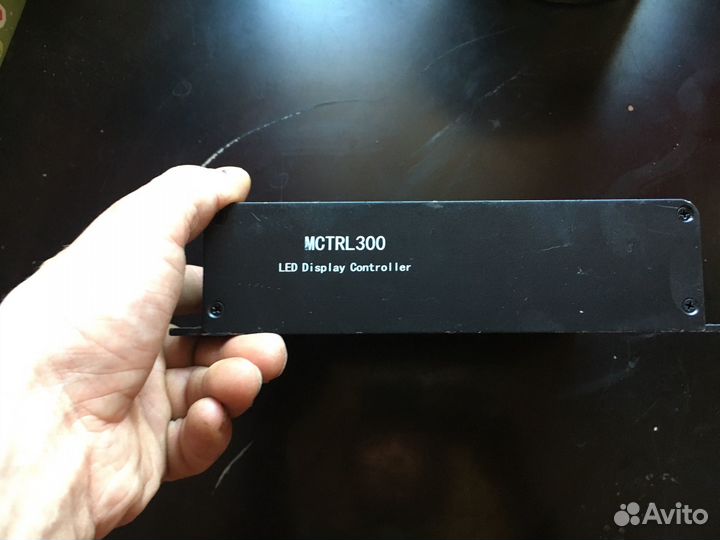 MCTRL300
LED Display Controller
Avito